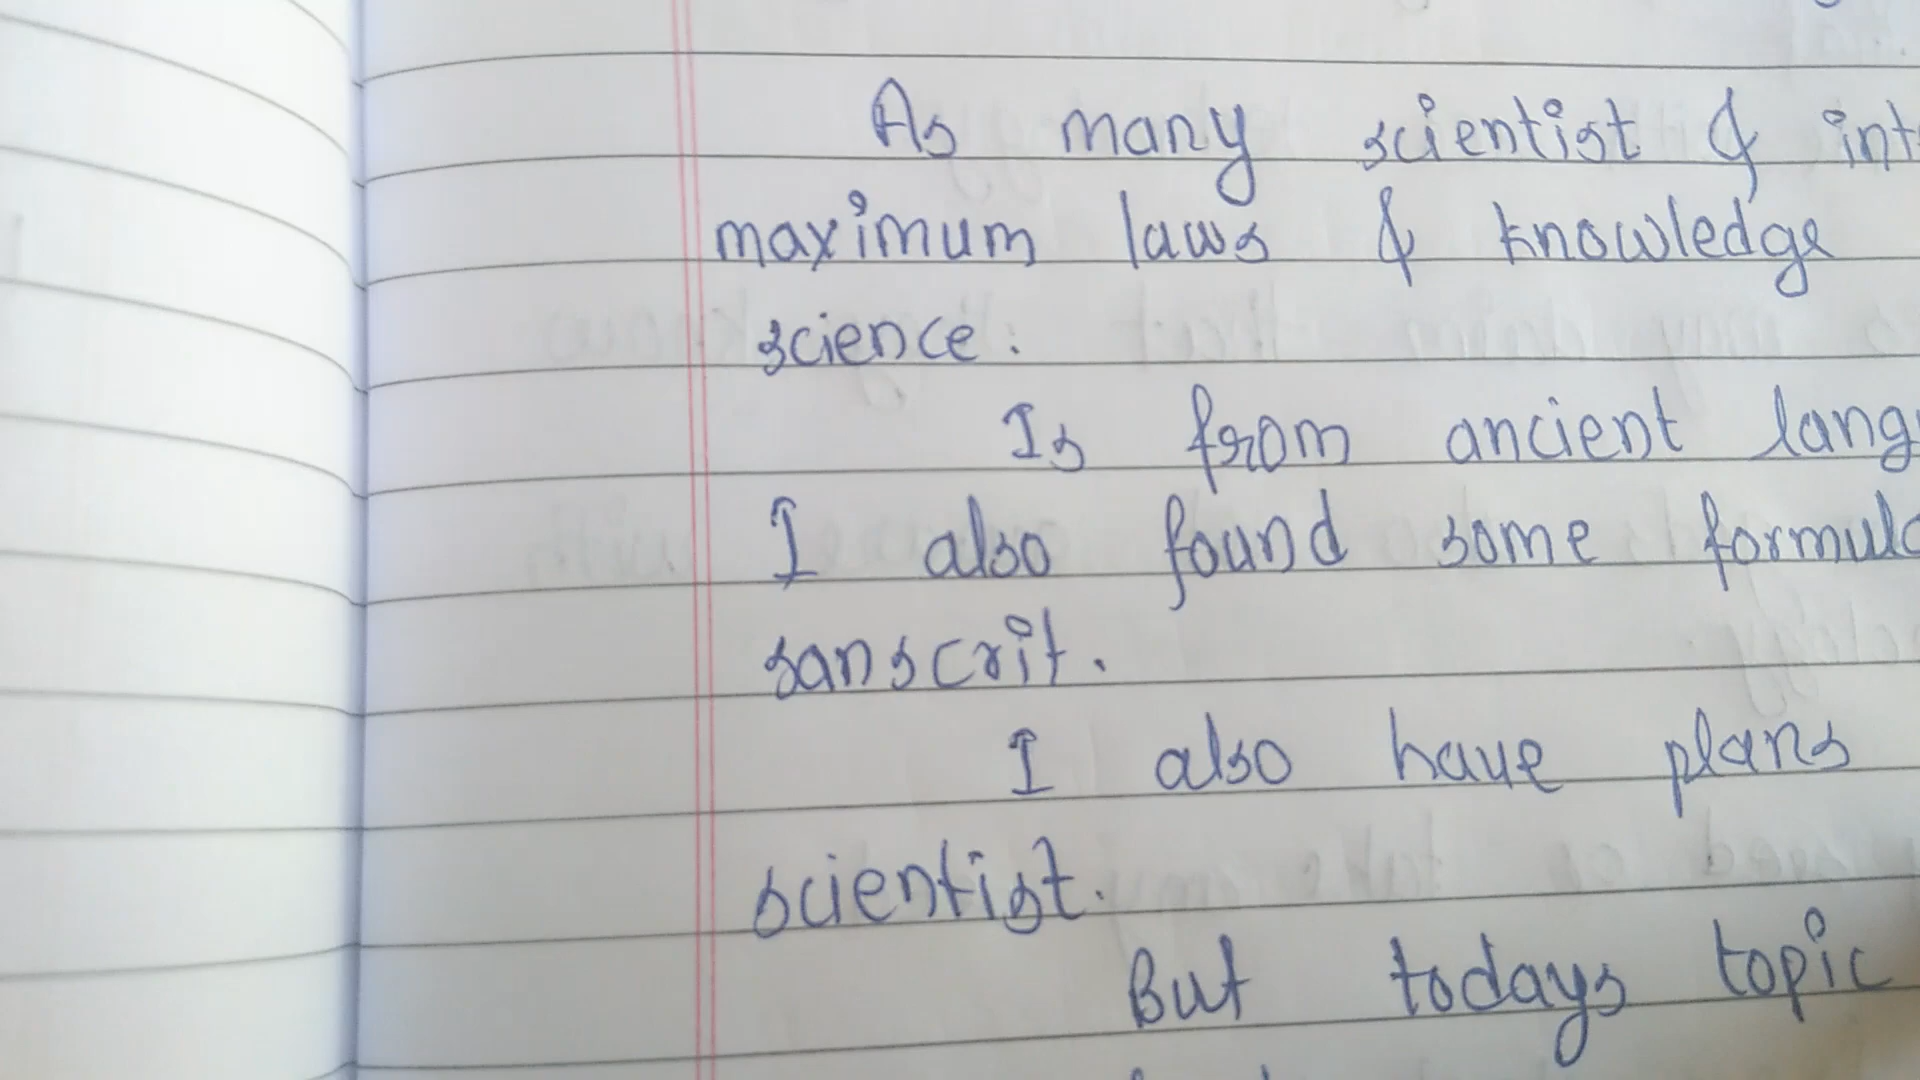 As many scientist & int
maximum laws & knowledge
science.
Is from ancient lang
I also found some formula
sanscrit.
I also have plans
scientist.
But todays topic